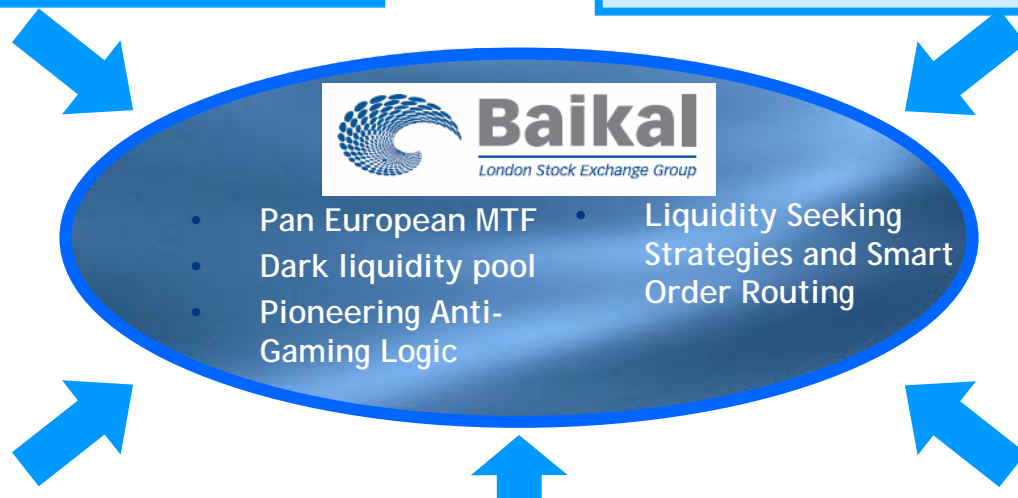 Baikal
London Stock Exchange Group
• Pan European MTF
• Dark liquidity pool
• Pioneering Anti-
Gaming Logic
• Liquidity Seeking
Strategies and Smart
Order Routing